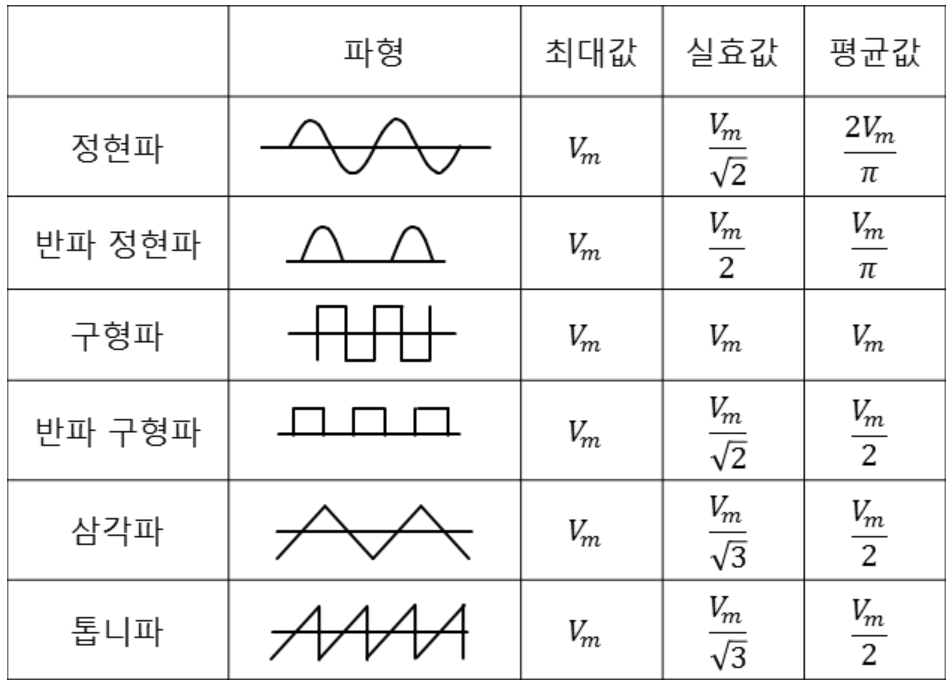 파형 최대값 실효값 평균값
정현파 V_m V_m/√2 2V_m/π
반파 정현파 V_m V_m/2 V_m/π
구형파 V_m V_m V_m
반파 구형파 V_m V_m/√2 V_m/2
삼각파 V_m V_m/√3 V_m/2
톱니파 V_m V_m/√3 V_m/2